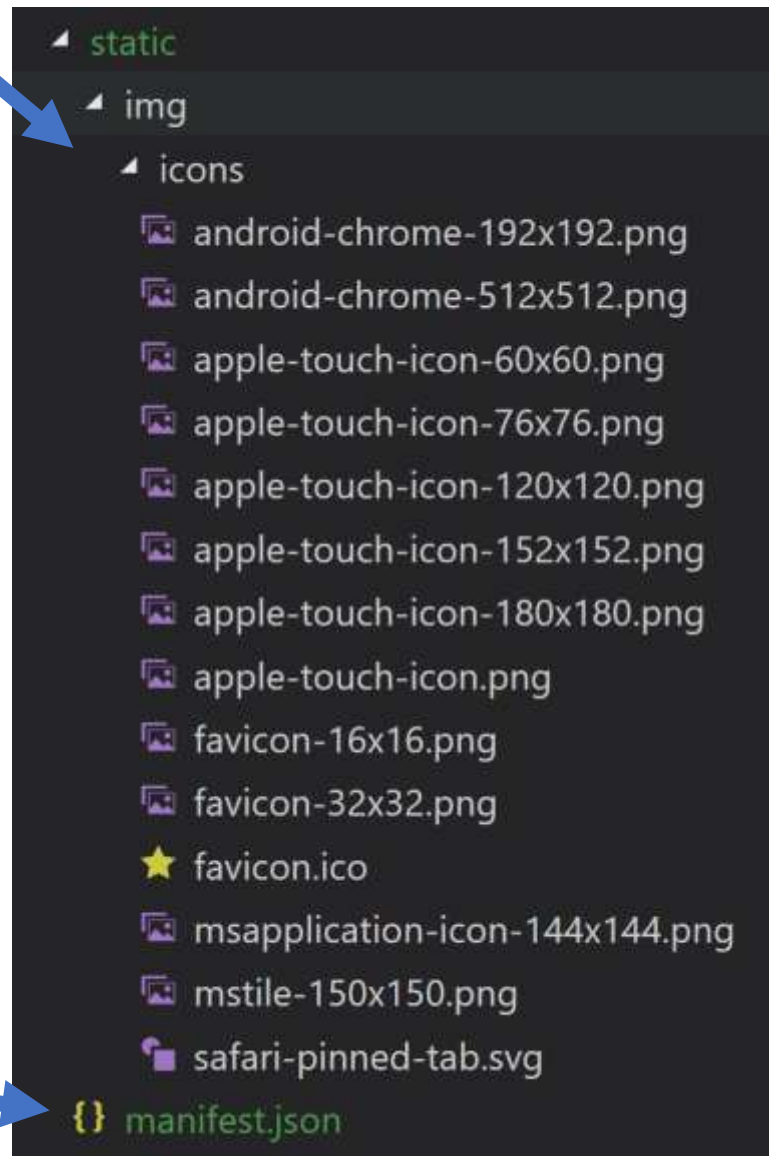 static
img
icons
android-chrome-192x192.png
android-chrome-512x512.png
apple-touch-icon-60x60.png
apple-touch-icon-76x76.png
apple-touch-icon-120x120.png
apple-touch-icon-152x152.png
apple-touch-icon-180x180.png
apple-touch-icon.png
favicon-16x16.png
favicon-32x32.png
favicon.ico
msapplication-icon-144x144.png
mstile-150x150.png
safari-pinned-tab.svg
{} manifest.json